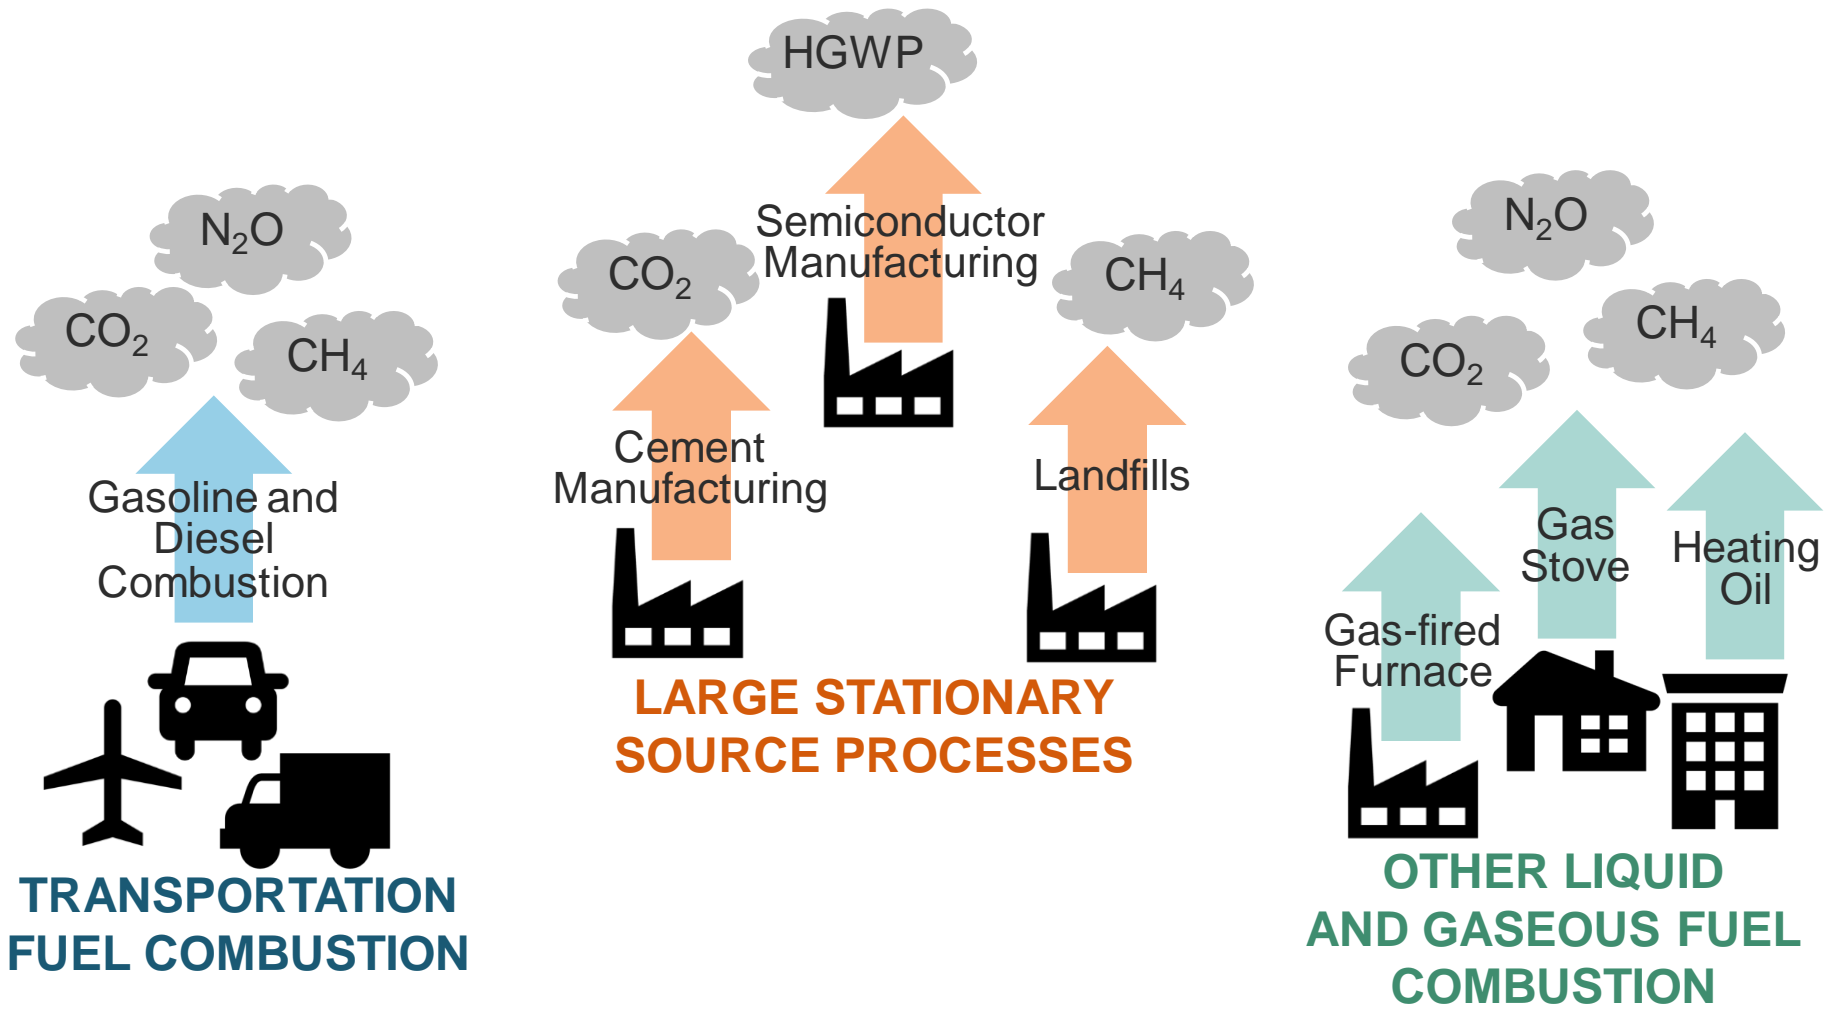 N₂O
CO₂
CH₄
Gasoline and
Diesel
Combustion
TRANSPORTATION
FUEL COMBUSTION
HGWP
Semiconductor
Manufacturing
CO₂
Cement
Manufacturing
CH₄
Landfills
LARGE STATIONARY
SOURCE PROCESSES
N₂O
CH₄
CO₂
Gas-fired
Furnace
Gas
Stove
Heating
Oil
OTHER LIQUID
AND GASEOUS FUEL
COMBUSTION